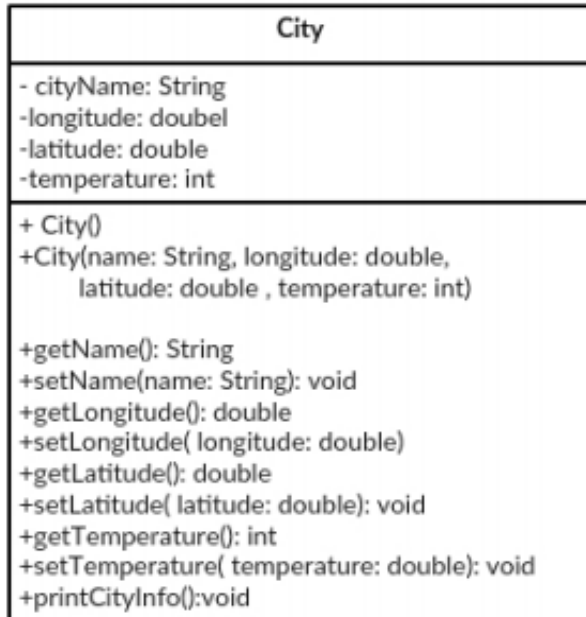 City
- cityName: String
-longitude: doubel
-latitude: double
-temperature: int
+ City()
+City(name: String, longitude: double,
latitude: double , temperature: int)
+getName(): String
+setName(name: String): void
+getLongitude(): double
+setLongitude( longitude: double)
+getLatitude(): double
+setLatitude( latitude: double): void
+getTemperature(): int
+setTemperature( temperature: double): void
+printCityInfo():void